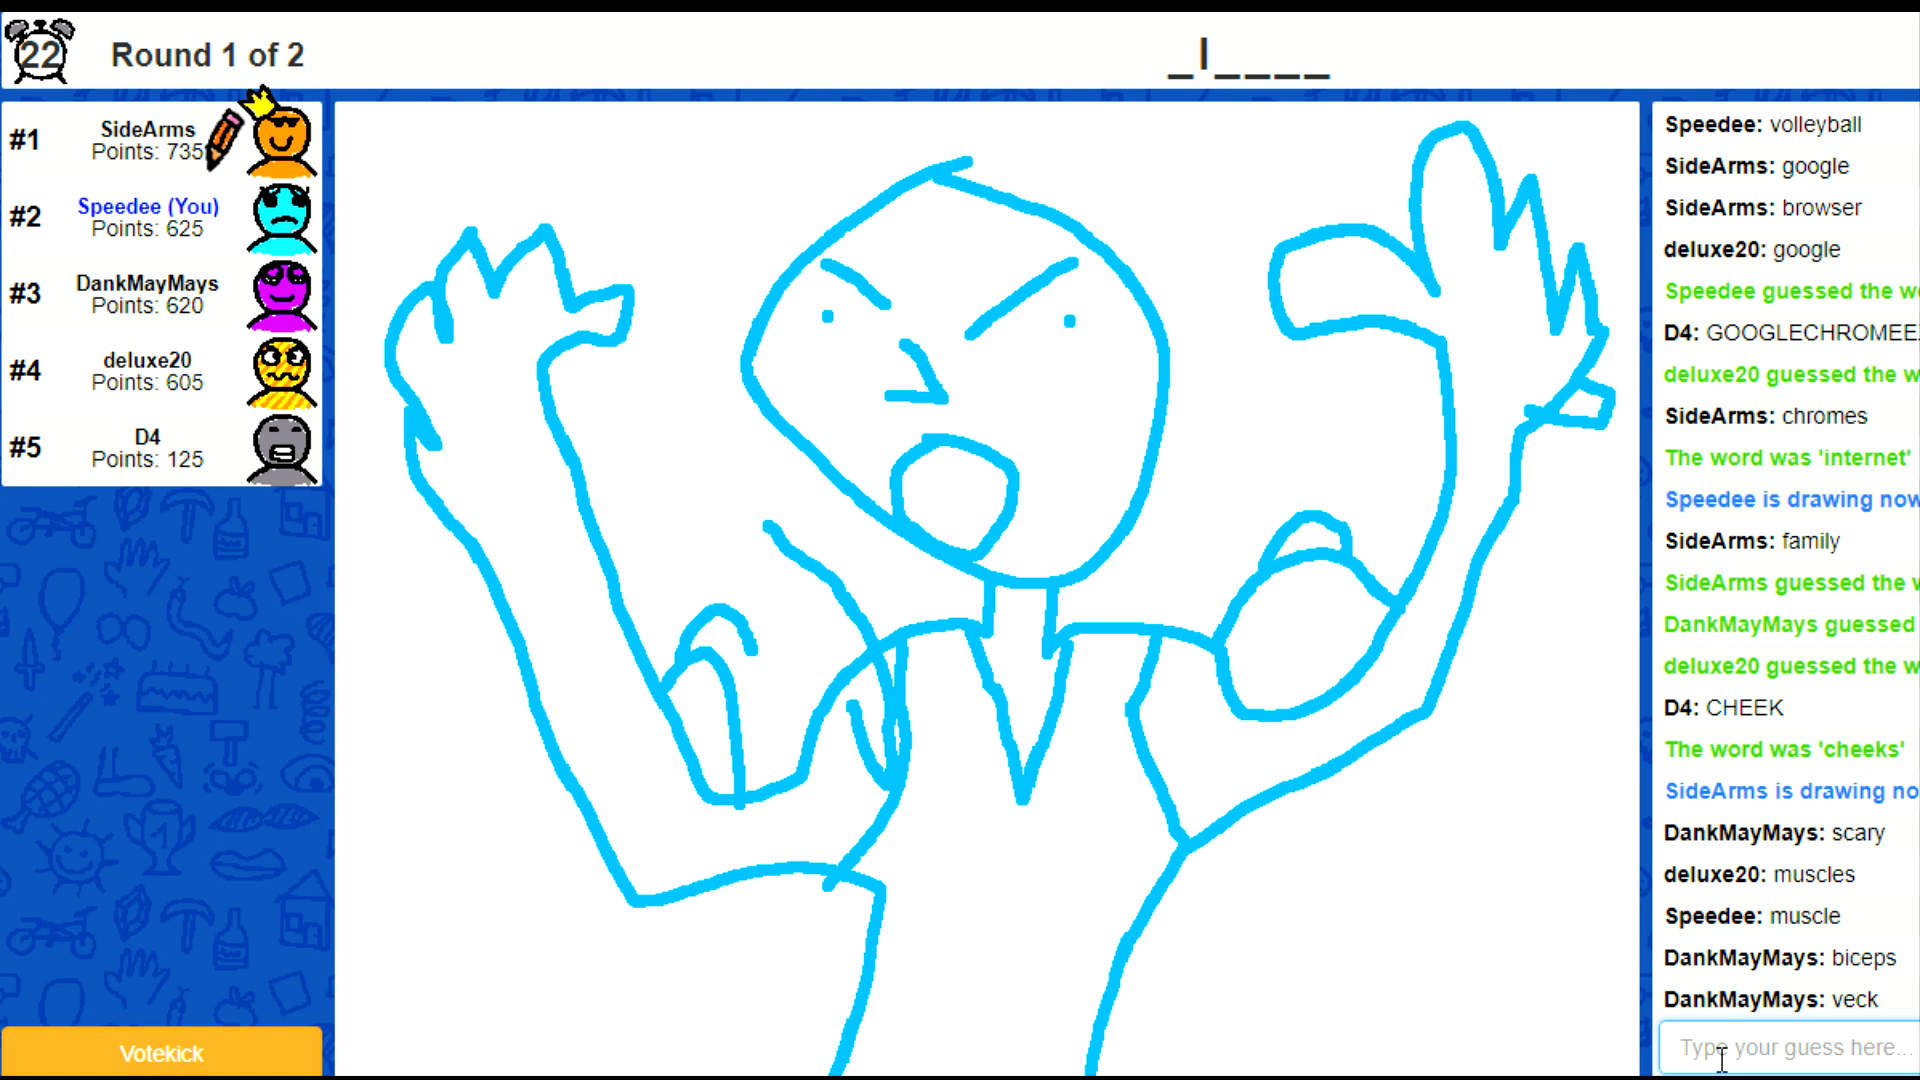 22
Round 1 of 2
_l____
#1
SideArms
Points: 735
#2
Speedee (You)
Points: 625
#3
DankMayMays
Points: 620
#4
deluxe20
Points: 605
#5
D4
Points: 125
Votekick
Speedee: volleyball
SideArms: google
SideArms: browser
deluxe20: google
Speedee guessed the w
D4: GOOGLECHROMEE
deluxe20 guessed the w
SideArms: chromes
The word was 'internet'
Speedee is drawing now
SideArms: family
SideArms guessed the w
DankMayMays guessed
deluxe20 guessed the w
D4: CHEEK
The word was 'cheeks'
SideArms is drawing no
DankMayMays: scary
deluxe20: muscles
Speedee: muscle
DankMayMays: biceps
DankMayMays: veck
Type your guess here...